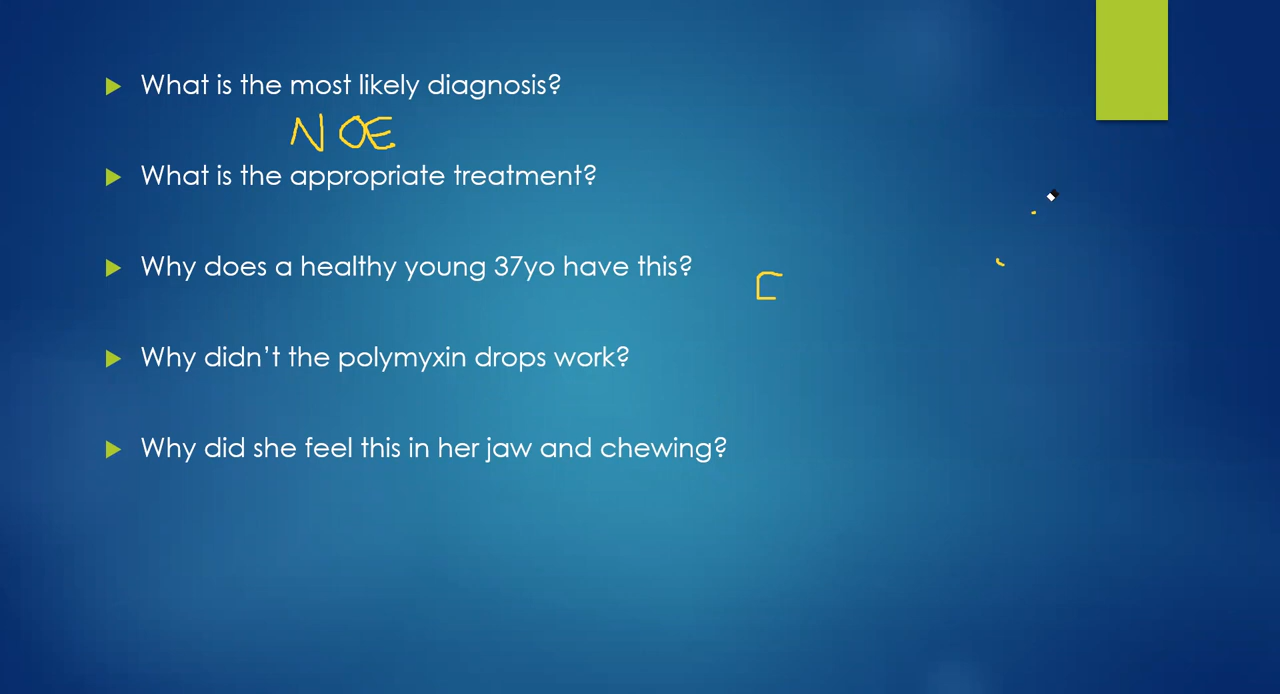 What is the most likely diagnosis?
NOE
What is the appropriate treatment?
Why does a healthy young 37yo have this?
Why didn't the polymyxin drops work?
Why did she feel this in her jaw and chewing?